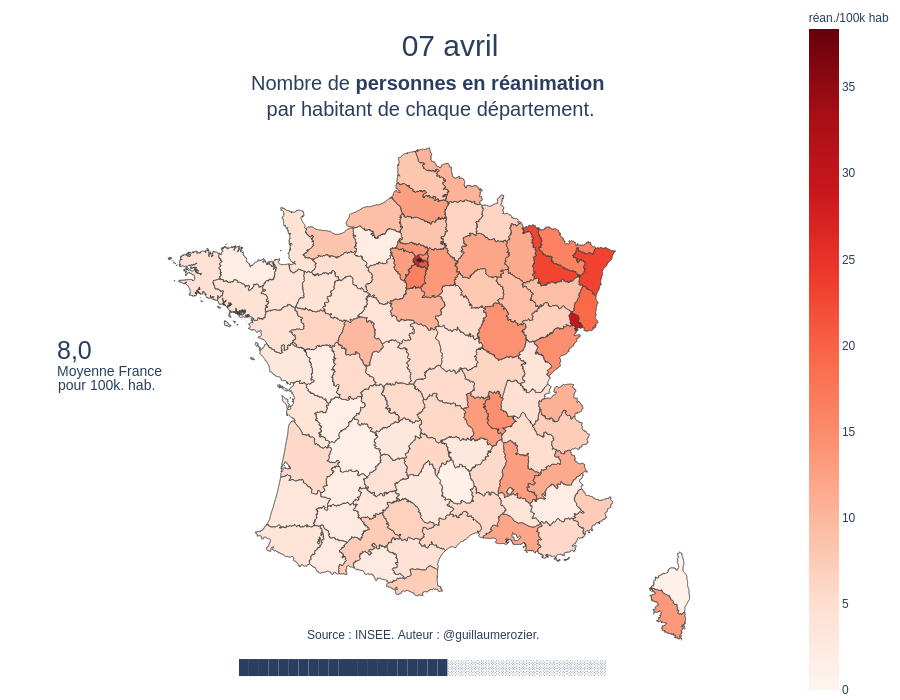 07 avril
Nombre de personnes en réanimation
par habitant de chaque département.
réan./100k hab
35
30
25
20
15
10
5
0
8,0
Moyenne France
pour 100k. hab.
Source : INSEE. Auteur : @guillaumerozier.